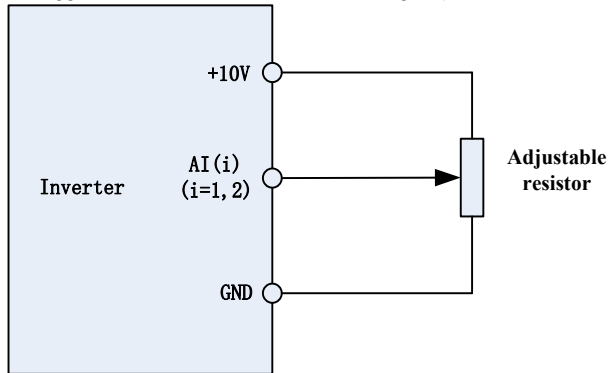 +10V
AI(i)
(i=1,2)
Inverter
GND
Adjustable
resistor